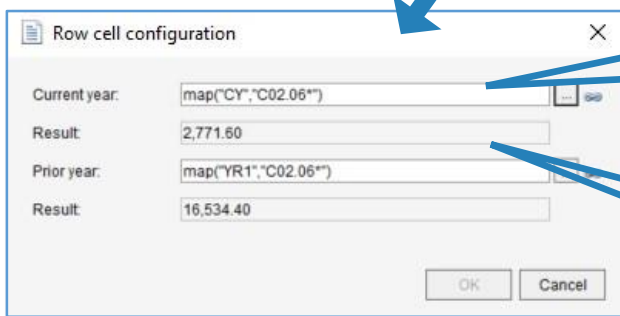 Row cell configuration
Current year: map("CY","C02.06*") ...
Result: 2,771.60
Prior year: map("YR1","C02.06*")
Result: 16,534.40
OK Cancel